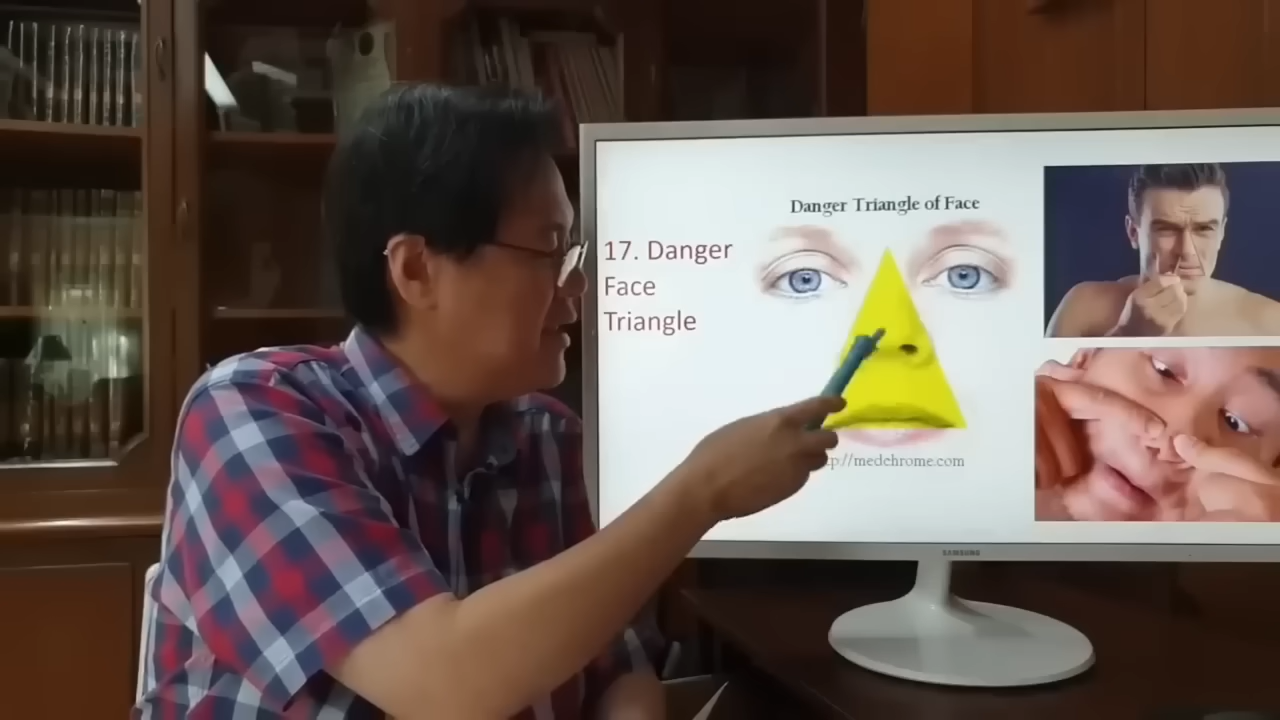 Danger Triangle of Face
17. Danger
Face
Triangle
p://medchrome.com
SAMSUNG